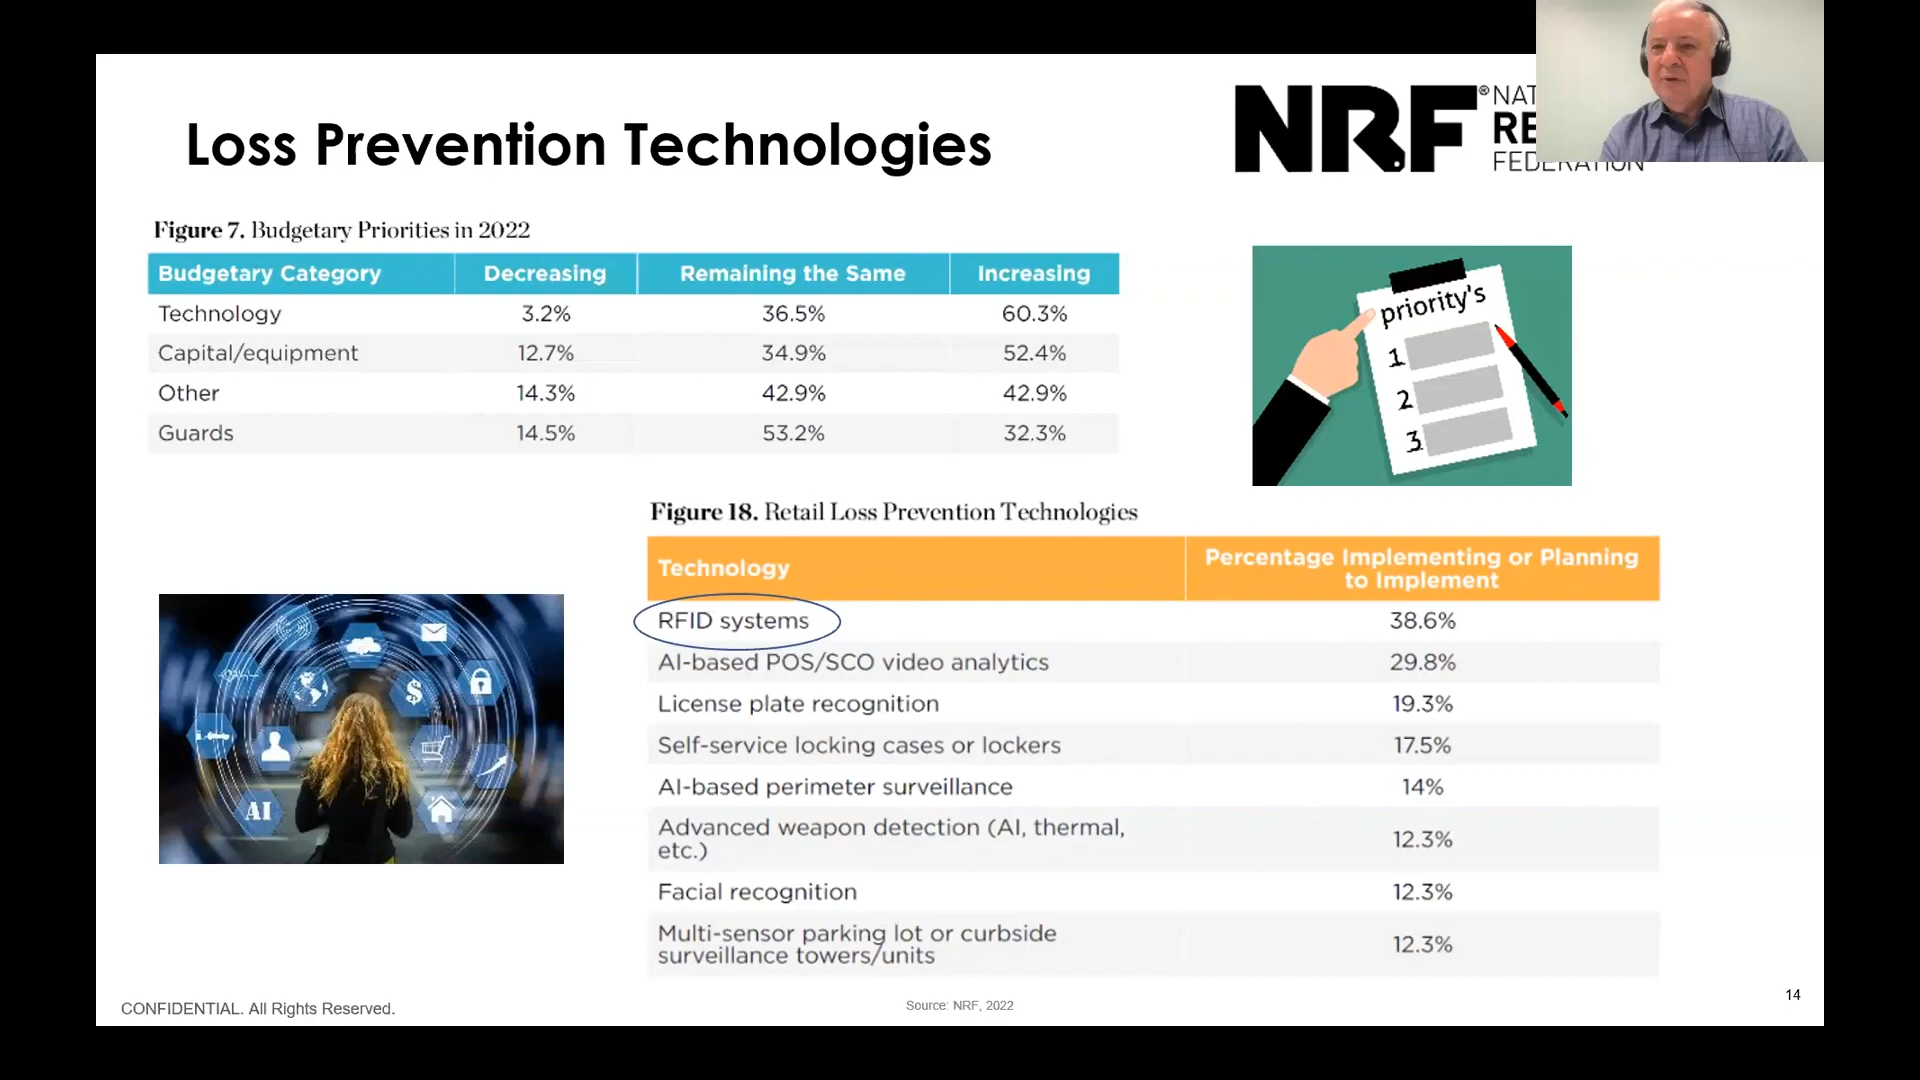 Loss Prevention Technologies
NRF® NAT
RE
FEDERATION
Figure 7. Budgetary Priorities in 2022
Budgetary Category Decreasing Remaining the Same Increasing
Technology 3.2% 36.5% 60.3%
Capital/equipment 12.7% 34.9% 52.4%
Other 14.3% 42.9% 42.9%
Guards 14.5% 53.2% 32.3%
priority's
1
2
3
Figure 18. Retail Loss Prevention Technologies
Technology Percentage Implementing or Planning
to Implement
RFID systems 38.6%
AI-based POS/SCO video analytics 29.8%
License plate recognition 19.3%
Self-service locking cases or lockers 17.5%
AI-based perimeter surveillance 14%
Advanced weapon detection (AI, thermal,
etc.) 12.3%
Facial recognition 12.3%
Multi-sensor parking lot or curbside
surveillance towers/units 12.3%
$
AI
CONFIDENTIAL. All Rights Reserved.
Source: NRF, 2022
14